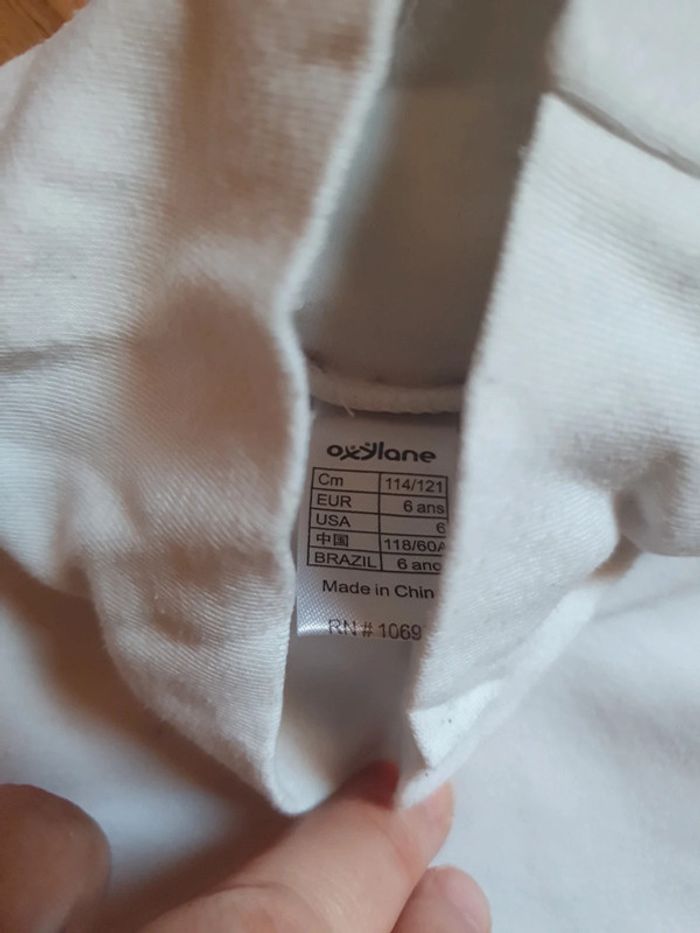 oxylane
Cm 114/121
EUR 6 ans
USA 6
中国 118/60A
BRAZIL 6 ano
Made in Chin
RN # 1069